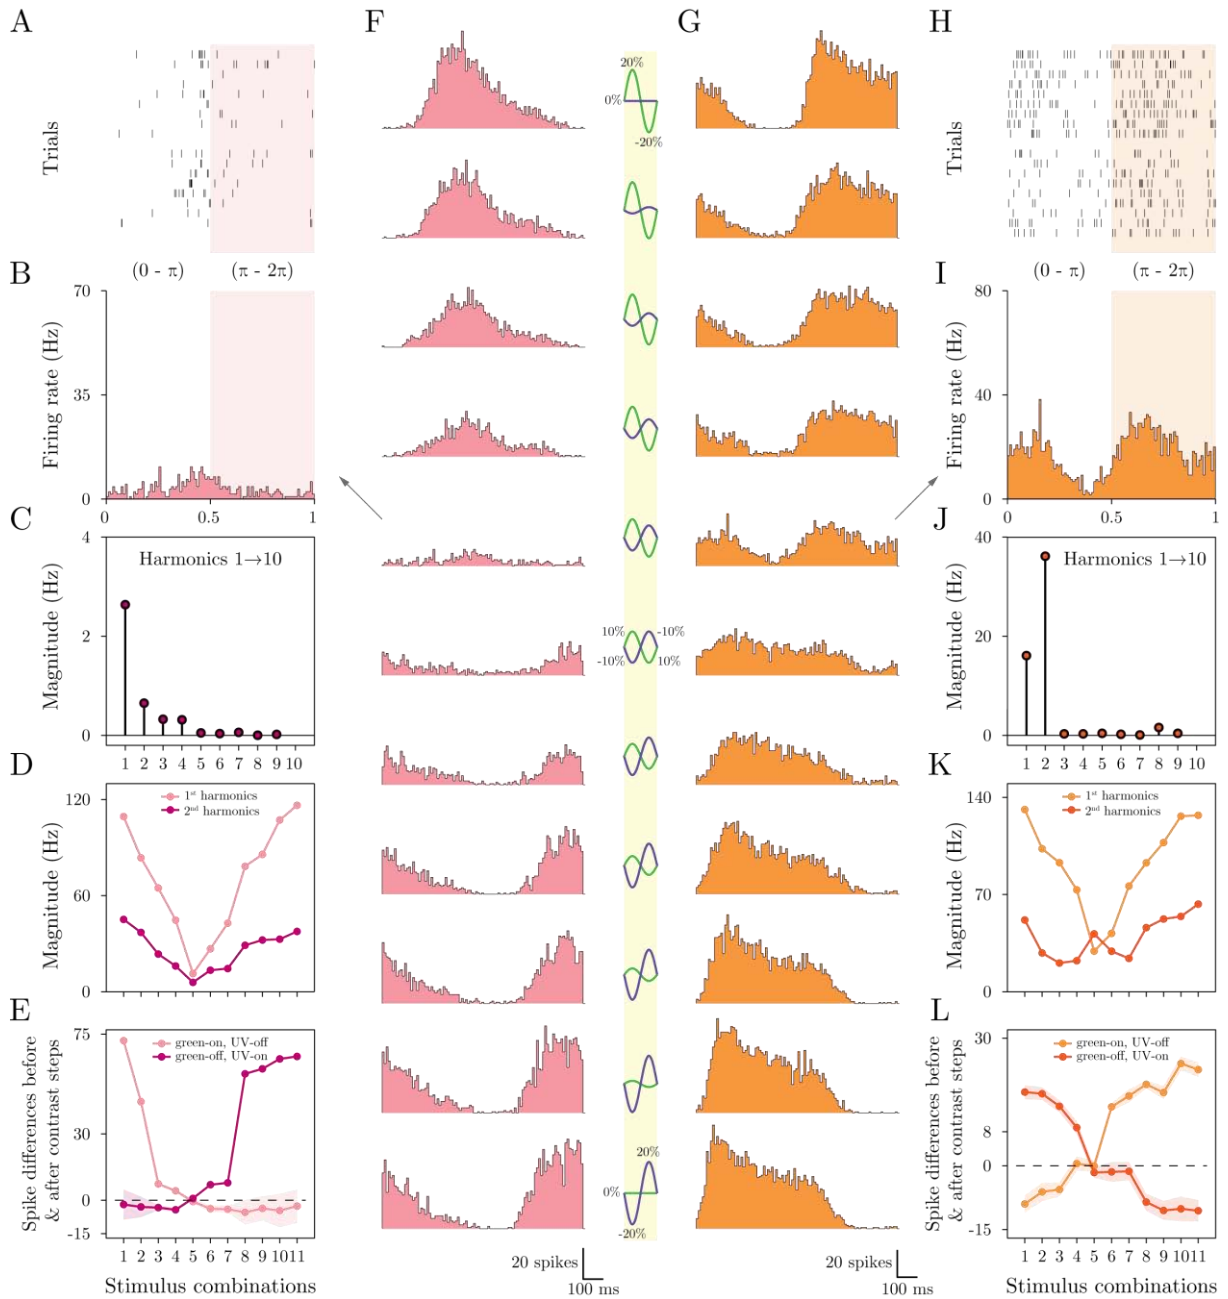 A
F
G
H
Trials
20%
0%
-20%
Trials
(0 - π)
(π - 2π)
(0 - π)
(π - 2π)
B
70
35
0
Firing rate (Hz)
0
0.5
1
I
80
40
0
Firing rate (Hz)
0
0.5
1
C
4
2
0
Magnitude (Hz)
Harmonics 1→10
1 2 3 4 5 6 7 8 9 10
10%
-10%
-10%
10%
J
40
20
0
Magnitude (Hz)
Harmonics 1→10
1 2 3 4 5 6 7 8 9 10
D
120
60
0
Magnitude (Hz)
1st harmonics
2nd harmonics
K
140
70
0
Magnitude (Hz)
1st harmonics
2nd harmonics
E
75
30
0
-15
Spike differences before
& after contrast steps
green-on, UV-off
green-off, UV-on
1 2 3 4 5 6 7 8 9 1011
Stimulus combinations
20%
0%
-20%
20 spikes
100 ms
20 spikes
100 ms
L
30
8
0
-15
Spike differences before
& after contrast steps
green-on, UV-off
green-off, UV-on
1 2 3 4 5 6 7 8 9 1011
Stimulus combinations